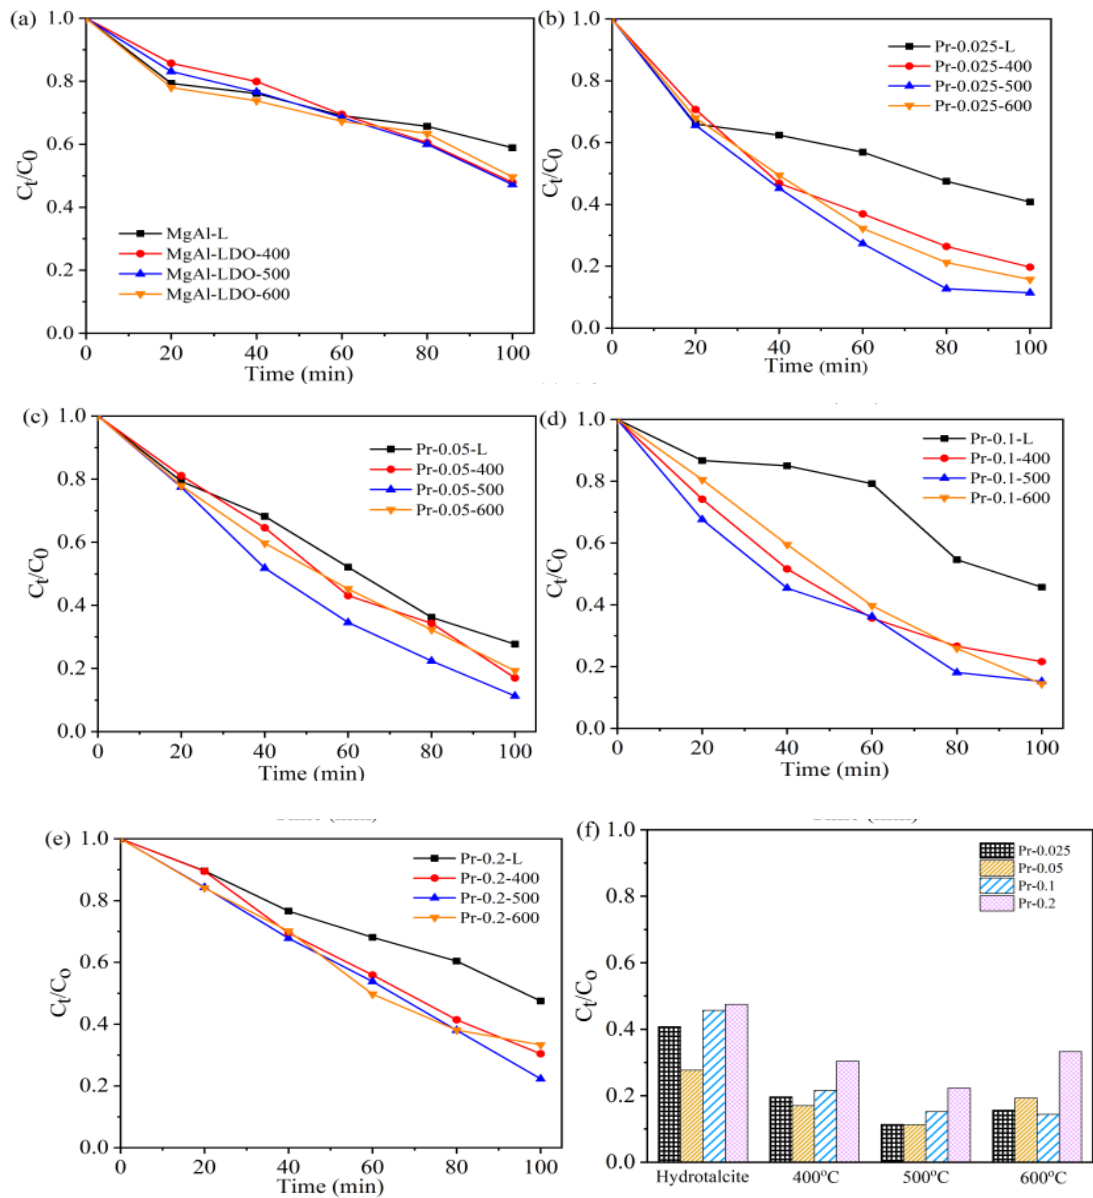 (a)
1.0
0.8
0.6
0.4
0.2
0.0
Ct/C0
MgAl-L
MgAl-LDO-400
MgAl-LDO-500
MgAl-LDO-600
0 20 40 60 80 100
Time (min)
(b)
1.0
0.8
0.6
0.4
0.2
0.0
Ct/C0
Pr-0.025-L
Pr-0.025-400
Pr-0.025-500
Pr-0.025-600
0 20 40 60 80 100
Time (min)
(c)
1.0
0.8
0.6
0.4
0.2
0.0
Ct/C0
Pr-0.05-L
Pr-0.05-400
Pr-0.05-500
Pr-0.05-600
0 20 40 60 80 100
Time (min)
(d)
1.0
0.8
0.6
0.4
0.2
0.0
Ct/C0
Pr-0.1-L
Pr-0.1-400
Pr-0.1-500
Pr-0.1-600
0 20 40 60 80 100
Time (min)
(e)
1.0
0.8
0.6
0.4
0.2
0.0
Ct/Co
Pr-0.2-L
Pr-0.2-400
Pr-0.2-500
Pr-0.2-600
0 20 40 60 80 100
Time (min)
(f)
1.0
0.8
0.6
0.4
0.2
0.0
Ct/Co
Pr-0.025
Pr-0.05
Pr-0.1
Pr-0.2
Hydrotalcite 400°C 500°C 600°C